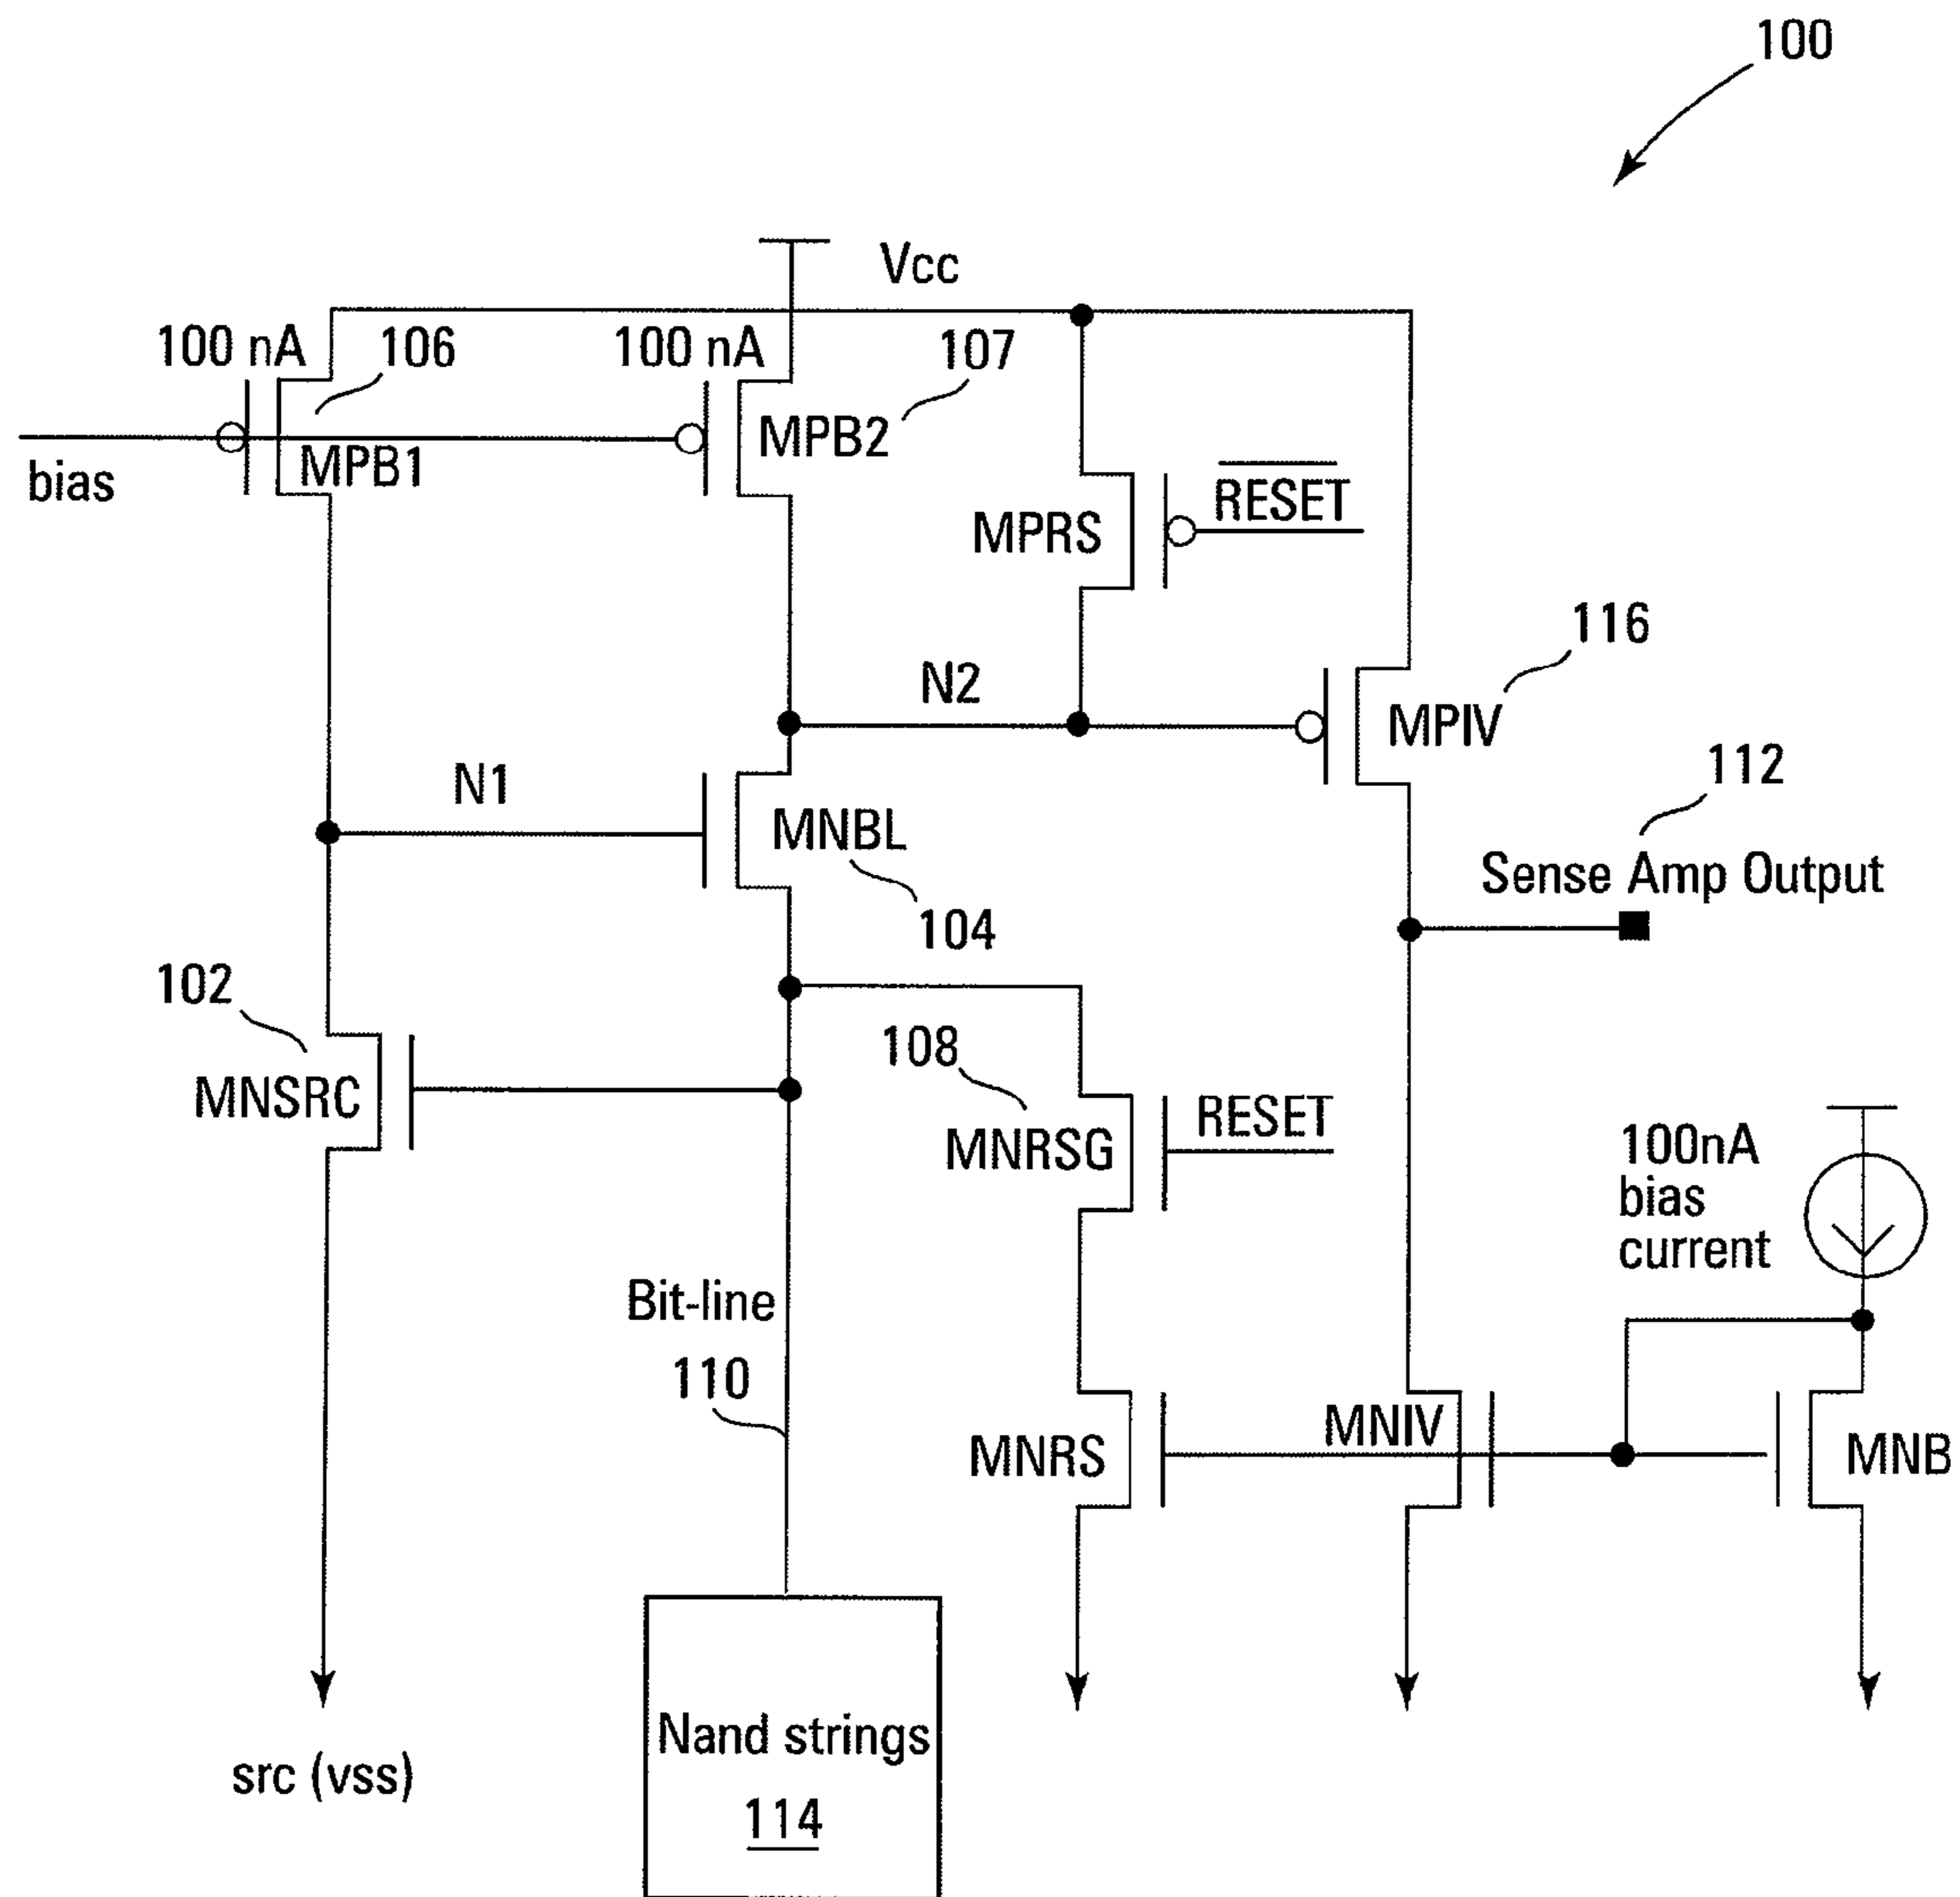 100
Vcc
100 nA
106
100 nA
107
MPB1
MPB2
bias
RESET
MPRS
116
N2
MPIV
N1
112
MNBL
Sense Amp Output
104
102
108
MNSRC
MNRSG
RESET
100nA
bias
current
Bit-line
110
MNRS
MNIV
MNB
Nand strings
114
src (vss)